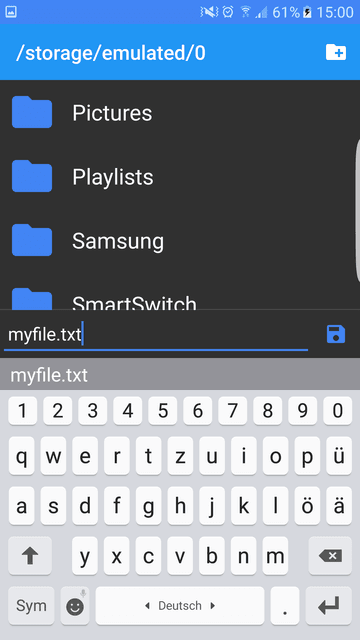 61% 15:00
/storage/emulated/0
Pictures
Playlists
Samsung
SmartSwitch
myfile.txt
myfile.txt
1 2 3 4 5 6 7 8 9 0
q w e r t z u i o p ü
a s d f g h j k l ö ä
y x c v b n m
Sym Deutsch .